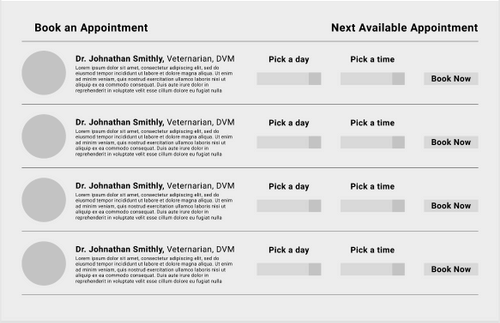 Book an Appointment
Next Available Appointment
Dr. Johnathan Smithly, Veternarian, DVM
Lorem ipsum dolor sit amet, consectetur adipiscing elit, sed do
eiusmod tempor incididunt ut labore et dolore magna aliqua. Ut enim
ad minim veniam, quis nostrud exercitation ullamco laboris nisi ut
aliquip ex ea commodo consequat. Duis aute irure dolor in
reprehenderit in voluptate velit esse cillum dolore eu fugiat nulla
Pick a day
Pick a time
Book Now
Dr. Johnathan Smithly, Veternarian, DVM
Lorem ipsum dolor sit amet, consectetur adipiscing elit, sed do
eiusmod tempor incididunt ut labore et dolore magna aliqua. Ut enim
ad minim veniam, quis nostrud exercitation ullamco laboris nisi ut
aliquip ex ea commodo consequat. Duis aute irure dolor in
reprehenderit in voluptate velit esse cillum dolore eu fugiat nulla
Pick a day
Pick a time
Book Now
Dr. Johnathan Smithly, Veternarian, DVM
Lorem ipsum dolor sit amet, consectetur adipiscing elit, sed do
eiusmod tempor incididunt ut labore et dolore magna aliqua. Ut enim
ad minim veniam, quis nostrud exercitation ullamco laboris nisi ut
aliquip ex ea commodo consequat. Duis aute irure dolor in
reprehenderit in voluptate velit esse cillum dolore eu fugiat nulla
Pick a day
Pick a time
Book Now
Dr. Johnathan Smithly, Veternarian, DVM
Lorem ipsum dolor sit amet, consectetur adipiscing elit, sed do
eiusmod tempor incididunt ut labore et dolore magna aliqua. Ut enim
ad minim veniam, quis nostrud exercitation ullamco laboris nisi ut
aliquip ex ea commodo consequat. Duis aute irure dolor in
reprehenderit in voluptate velit esse cillum dolore eu fugiat nulla
Pick a day
Pick a time
Book Now